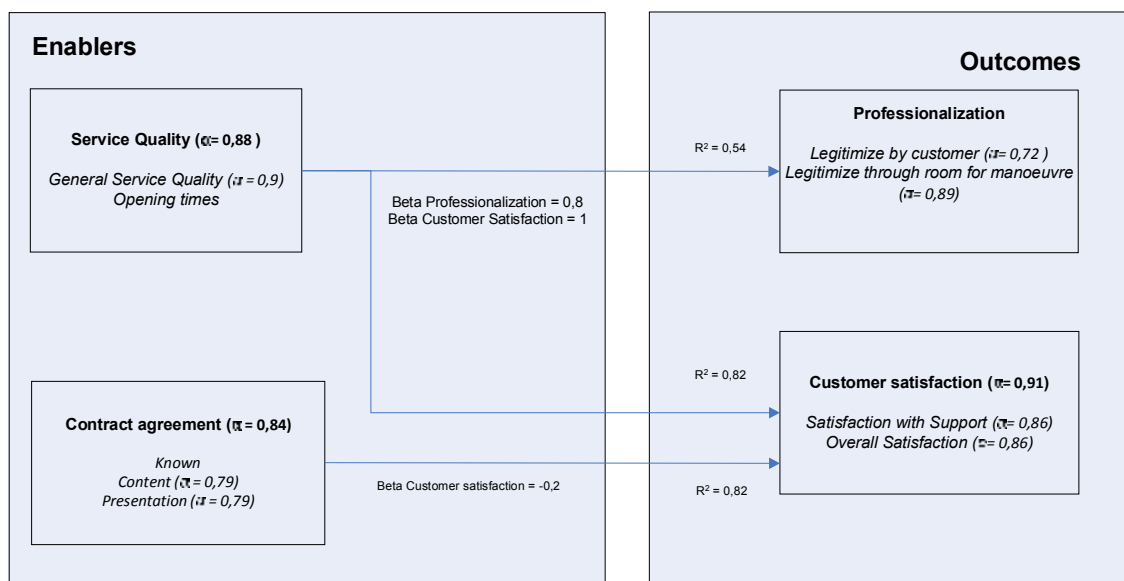 Enablers
Service Quality (α= 0,88 )
General Service Quality (α = 0,9)
Opening times
Contract agreement (α = 0,84)
Known
Content (α = 0,79)
Presentation (α = 0,79)
Beta Professionalization = 0,8
Beta Customer Satisfaction = 1
Beta Customer satisfaction = -0,2
R² = 0,54
R² = 0,82
R² = 0,82
Outcomes
Professionalization
Legitimize by customer (α= 0,72 )
Legitimize through room for manoeuvre
(α= 0,89)
Customer satisfaction (α= 0,91)
Satisfaction with Support (α= 0,86)
Overall Satisfaction (α= 0,86)